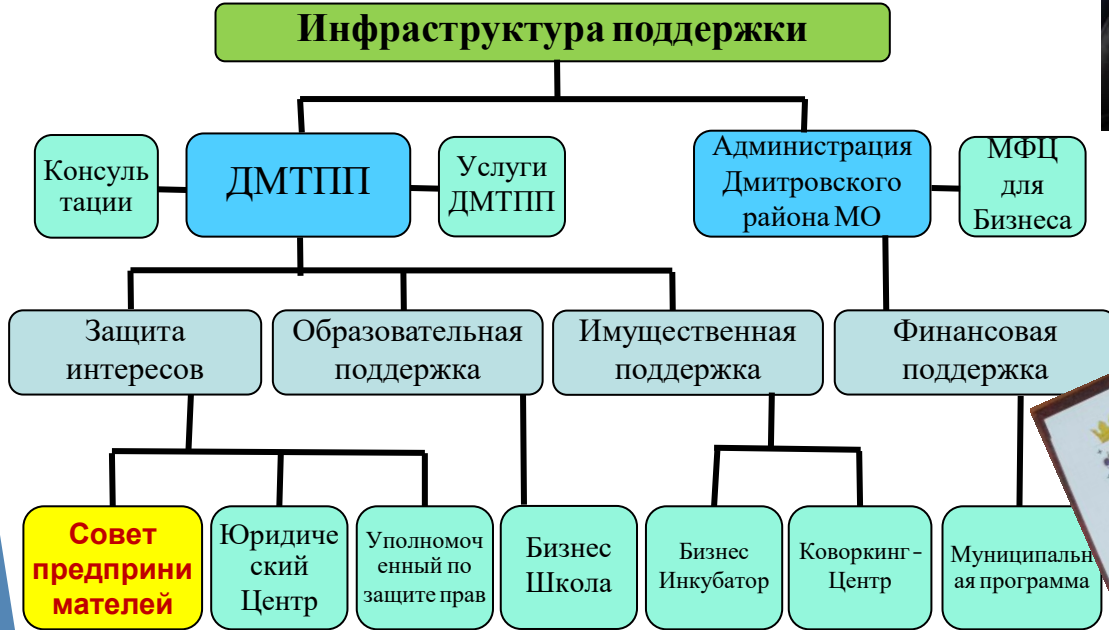 Инфраструктура поддержки
Консуль
тации
ДМТПП
Услуги
ДМТПП
Администрация
Дмитровского
района МО
МФЦ
для
Бизнеса
Защита
интересов
Образовательная
поддержка
Имущественная
поддержка
Финансовая
поддержка
Совет
предприни
мателей
Юридиче
ский
Центр
Уполномоч
енный по
защите прав
Бизнес
Школа
Бизнес
Инкубатор
Коворкинг–
Центр
Муниципальн
ая программа